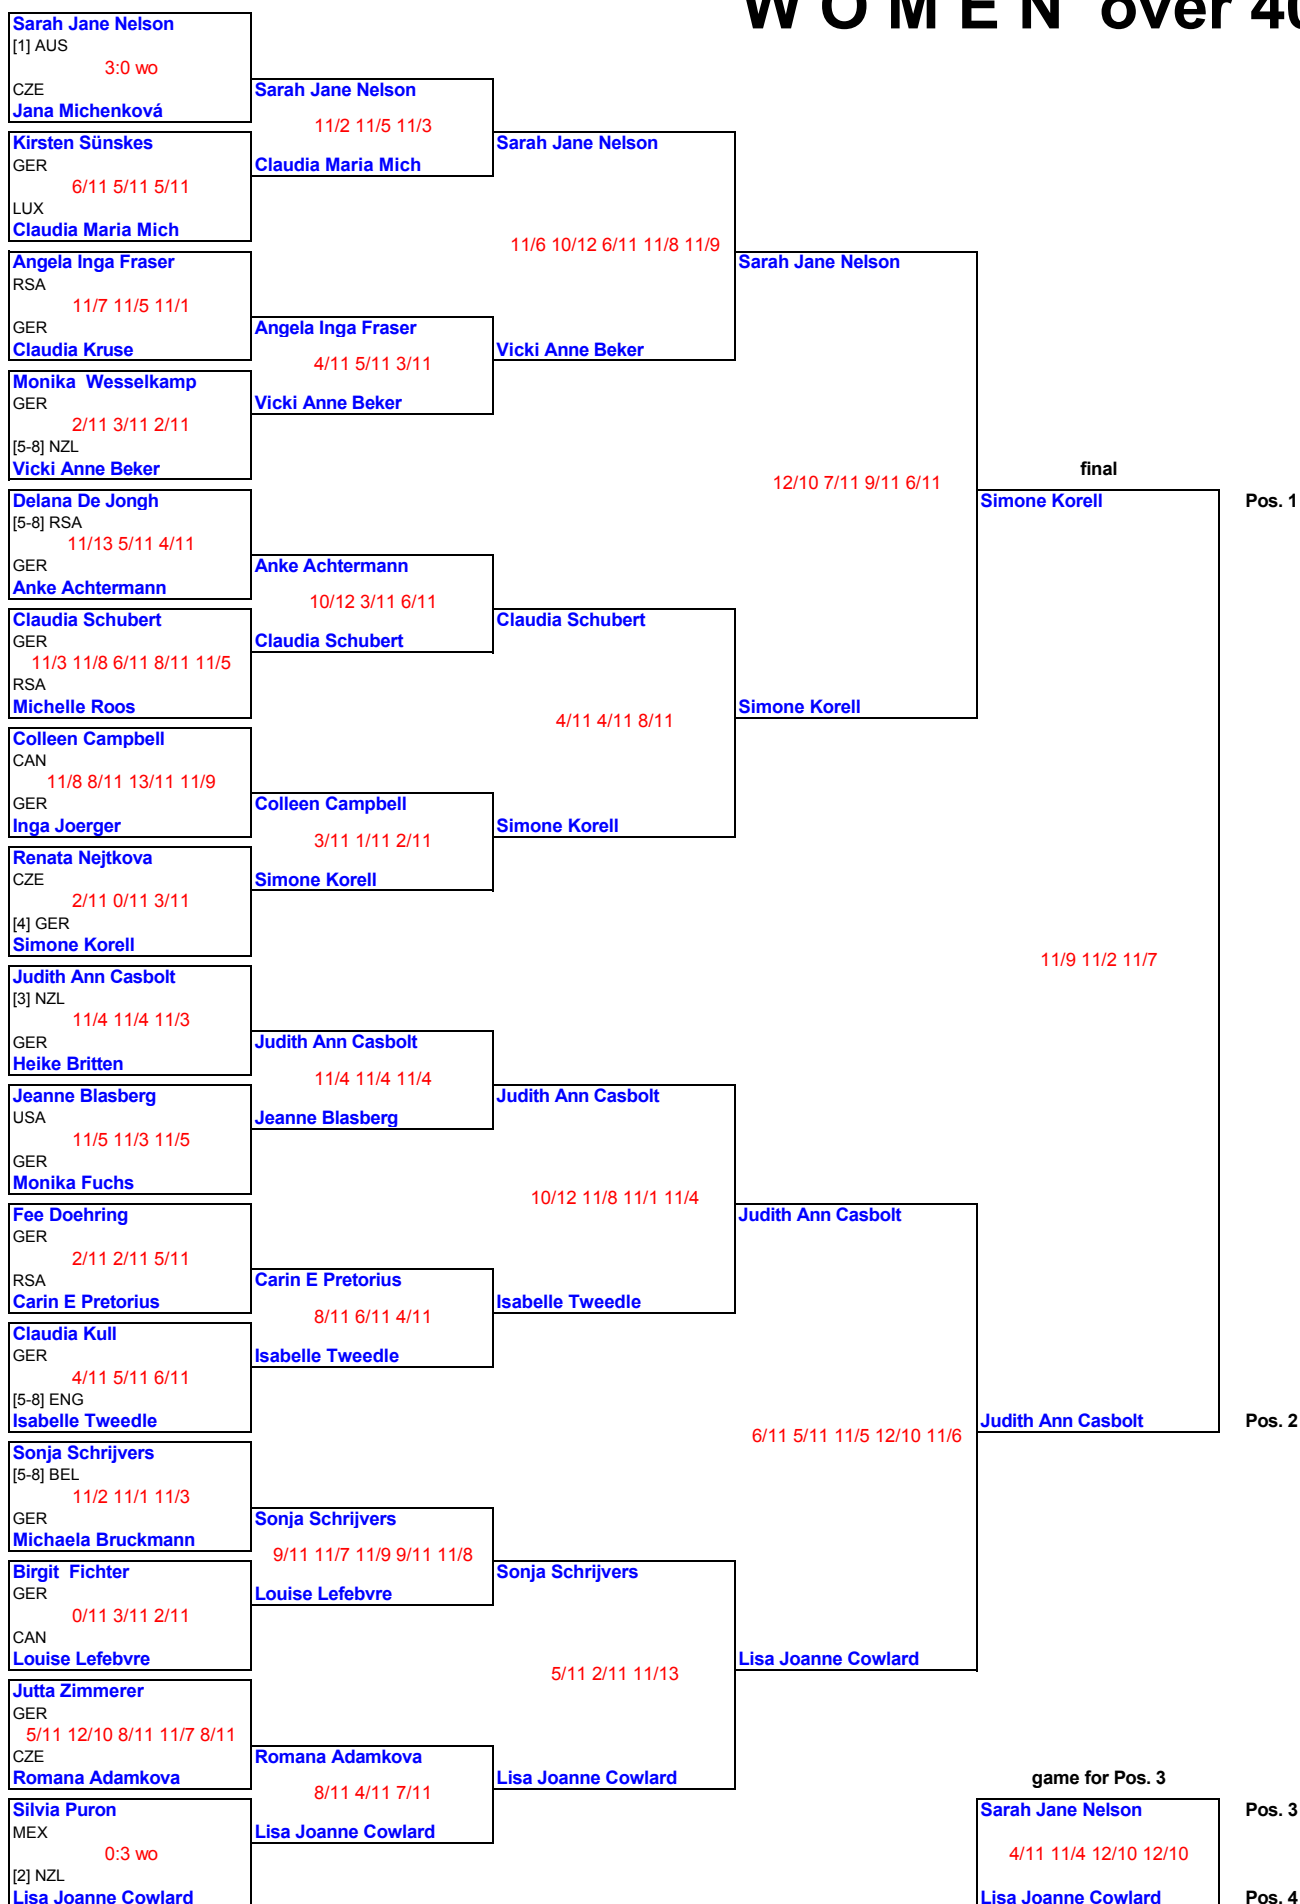 W O M E N over 40
Sarah Jane Nelson
[1] AUS
3:0 wo
CZE
Jana Michenková
Kirsten Sünskes
GER
6/11 5/11 5/11
LUX
Claudia Maria Mich
Angela Inga Fraser
RSA
11/7 11/5 11/1
GER
Claudia Kruse
Monika Wesselkamp
GER
2/11 3/11 2/11
[5-8] NZL
Vicki Anne Beker
Delana De Jongh
[5-8] RSA
11/13 5/11 4/11
GER
Anke Achtermann
Claudia Schubert
GER
11/3 11/8 6/11 8/11 11/5
RSA
Michelle Roos
Colleen Campbell
CAN
11/8 8/11 13/11 11/9
GER
Inga Joerger
Renata Nejtkova
CZE
2/11 0/11 3/11
[4] GER
Simone Korell
Judith Ann Casbolt
[3] NZL
11/4 11/4 11/3
GER
Heike Britten
Jeanne Blasberg
USA
11/5 11/3 11/5
GER
Monika Fuchs
Fee Doehring
GER
2/11 2/11 5/11
RSA
Carin E Pretorius
Claudia Kull
GER
4/11 5/11 6/11
[5-8] ENG
Isabelle Tweedle
Sonja Schrijvers
[5-8] BEL
11/2 11/1 11/3
GER
Michaela Bruckmann
Birgit Fichter
GER
0/11 3/11 2/11
CAN
Louise Lefebvre
Jutta Zimmerer
GER
5/11 12/10 8/11 11/7 8/11
CZE
Romana Adamkova
Silvia Puron
MEX
0:3 wo
[2] NZL
Lisa Joanne Cowlard
Sarah Jane Nelson
11/2 11/5 11/3
Claudia Maria Mich
Angela Inga Fraser
4/11 5/11 3/11
Vicki Anne Beker
Anke Achtermann
10/12 3/11 6/11
Claudia Schubert
Colleen Campbell
3/11 1/11 2/11
Simone Korell
Judith Ann Casbolt
11/4 11/4 11/4
Jeanne Blasberg
Carin E Pretorius
8/11 6/11 4/11
Isabelle Tweedle
Sonja Schrijvers
9/11 11/7 11/9 9/11 11/8
Louise Lefebvre
Romana Adamkova
8/11 4/11 7/11
Lisa Joanne Cowlard
Sarah Jane Nelson
11/6 10/12 6/11 11/8 11/9
Vicki Anne Beker
Claudia Schubert
4/11 4/11 8/11
Simone Korell
Judith Ann Casbolt
10/12 11/8 11/1 11/4
Isabelle Tweedle
Sonja Schrijvers
5/11 2/11 11/13
Lisa Joanne Cowlard
Sarah Jane Nelson
12/10 7/11 9/11 6/11
Simone Korell
Judith Ann Casbolt
6/11 5/11 11/5 12/10 11/6
Lisa Joanne Cowlard
final
Simone Korell Pos. 1
11/9 11/2 11/7
Judith Ann Casbolt Pos. 2
game for Pos. 3
Sarah Jane Nelson Pos. 3
4/11 11/4 12/10 12/10
Lisa Joanne Cowlard Pos. 4